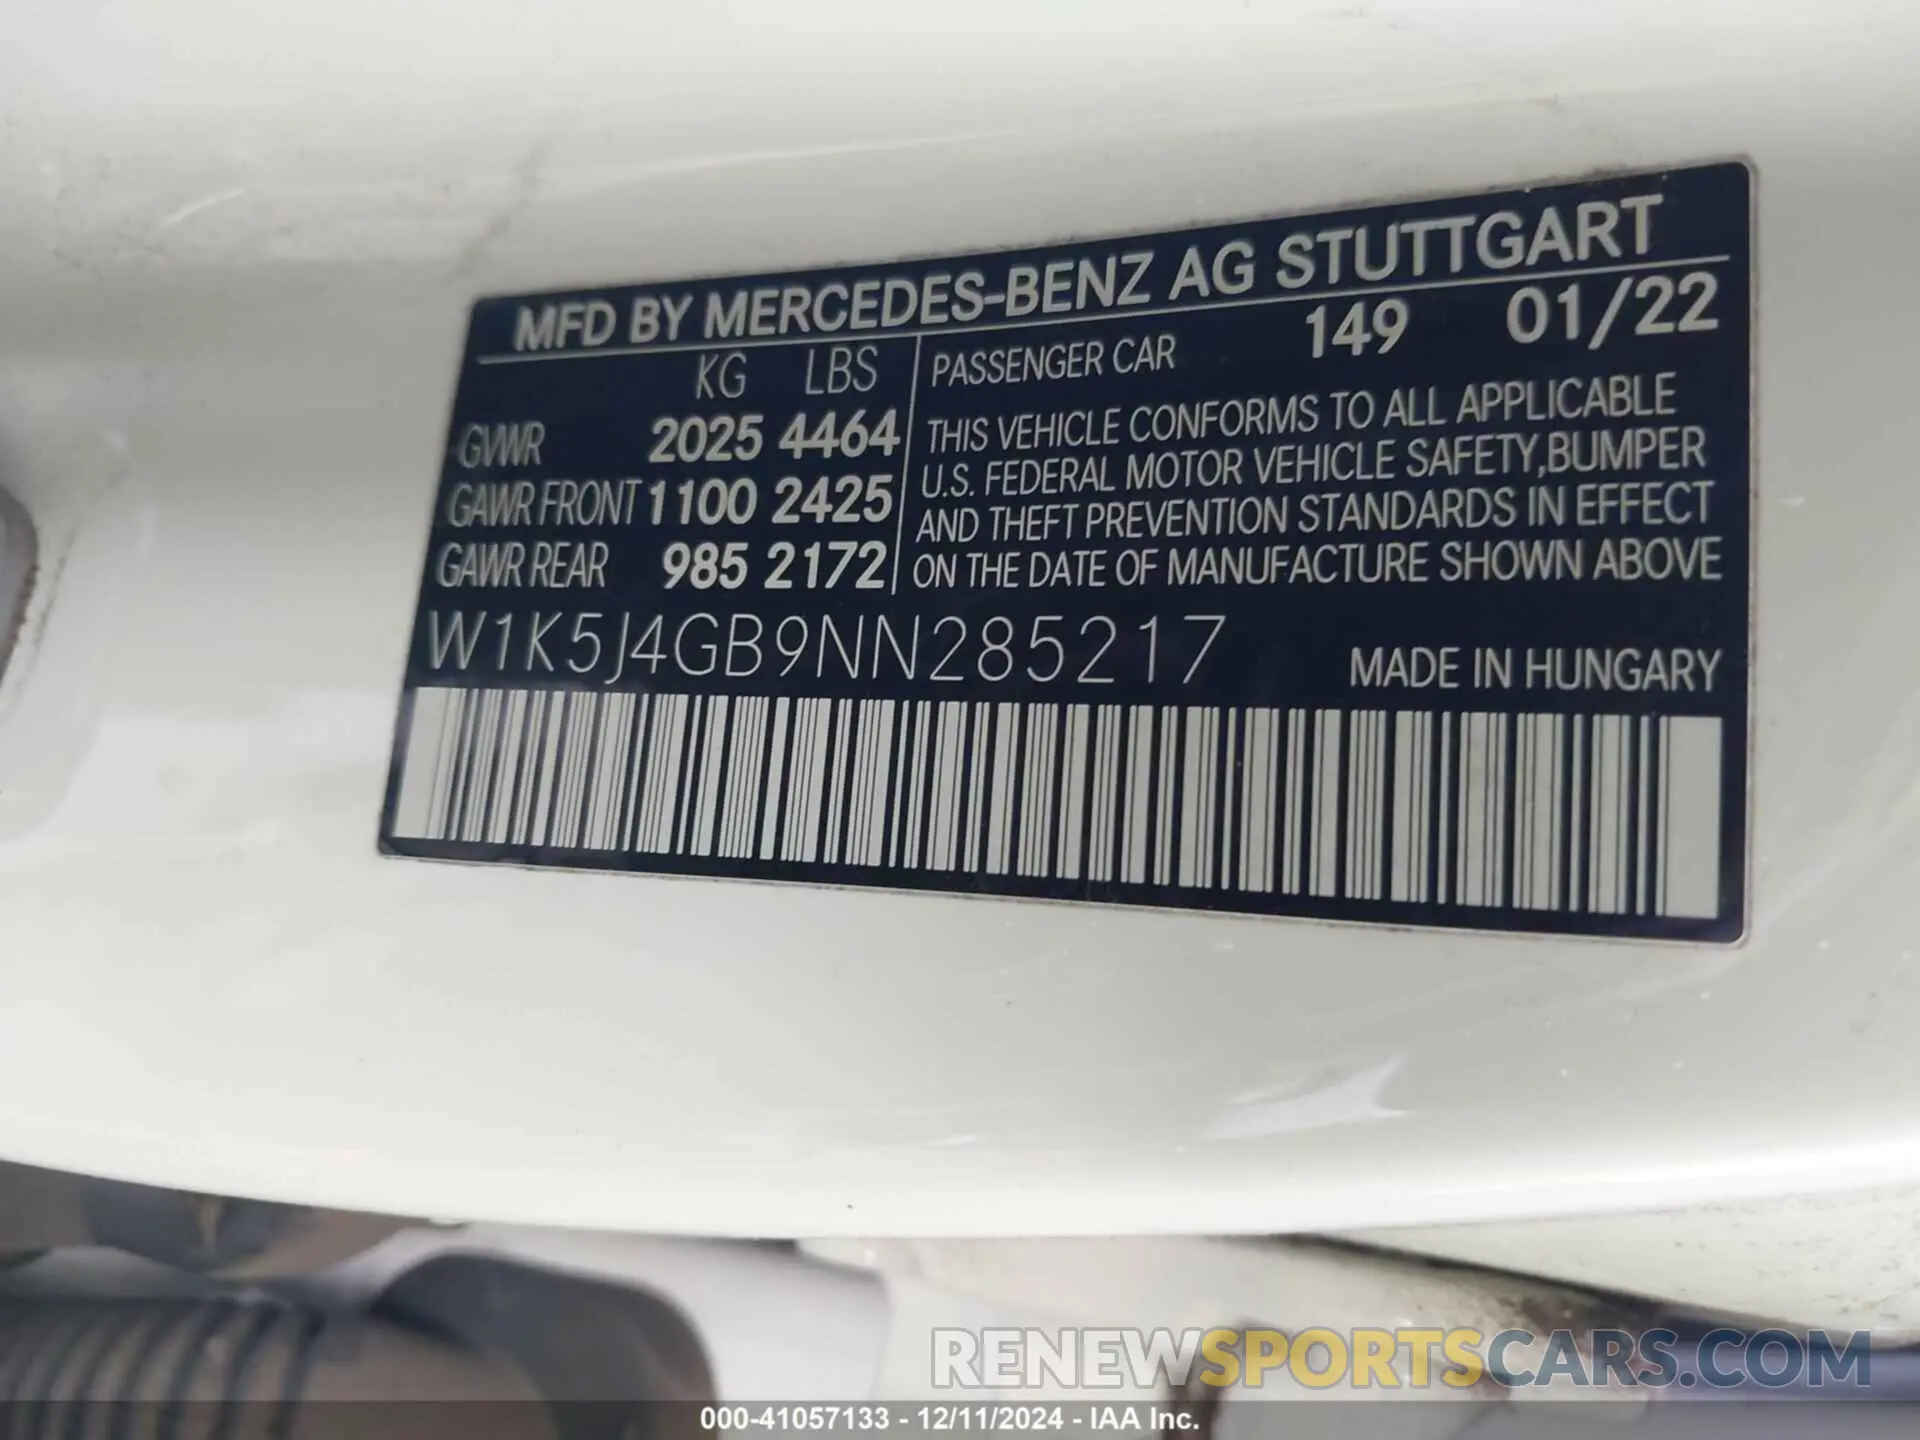 MFD BY MERCEDES-BENZ AG STUTTGART
KG LBS PASSENGER CAR 149 01/22
GVWR 2025 4464
GAWR FRONT 1100 2425
GAWR REAR 985 2172
THIS VEHICLE CONFORMS TO ALL APPLICABLE
U.S. FEDERAL MOTOR VEHICLE SAFETY,BUMPER
AND THEFT PREVENTION STANDARDS IN EFFECT
ON THE DATE OF MANUFACTURE SHOWN ABOVE
W1K5J4GB9NN285217 MADE IN HUNGARY
RENEWSPORTSCARS.COM
000-41057133 - 12/11/2024 - IAA Inc.